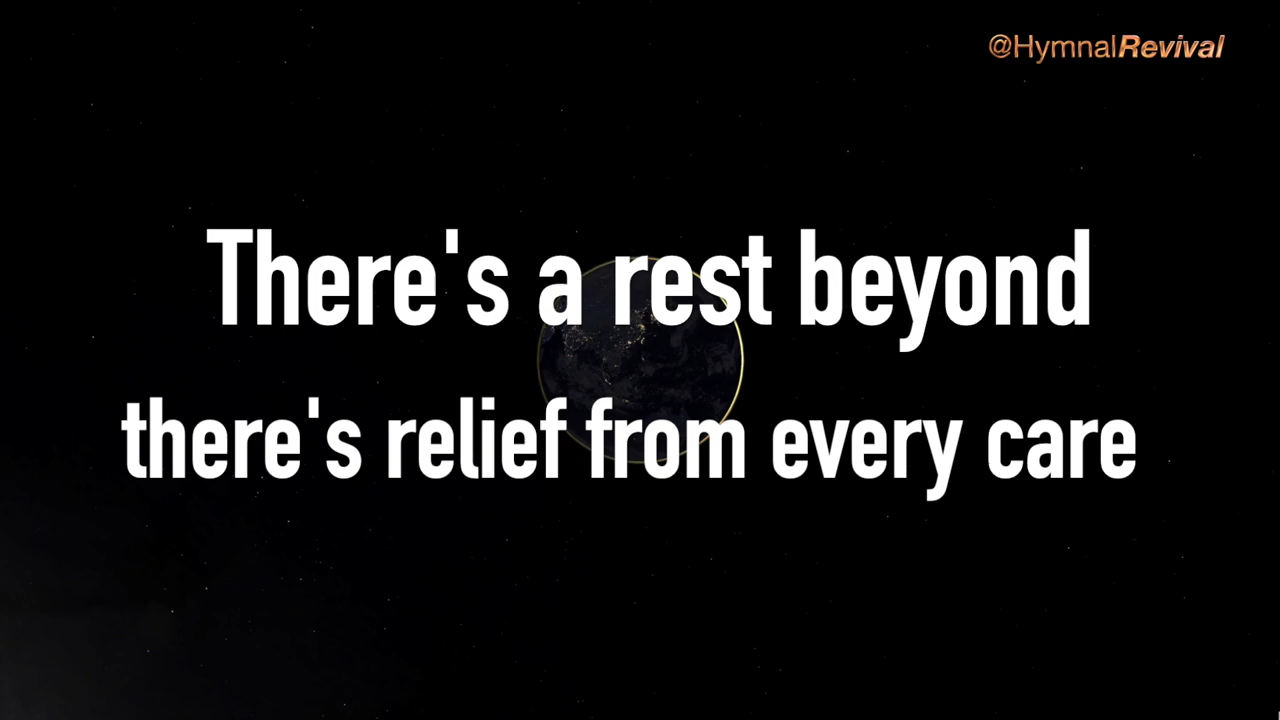 @HymnalRevival
There's a rest beyond
there's relief from every care